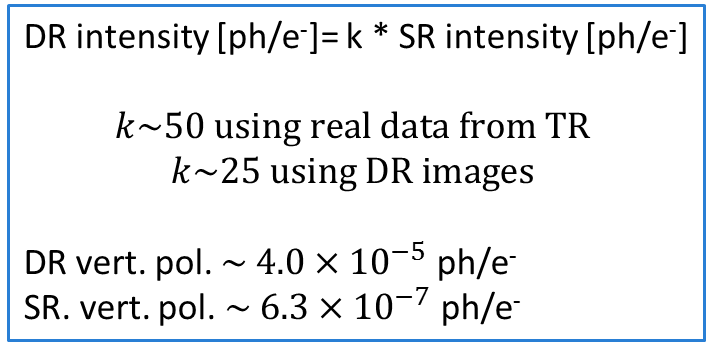 DR intensity [ph/e⁻]= k * SR intensity [ph/e⁻]
k~50 using real data from TR
k~25 using DR images
DR vert. pol. ~ 4.0 × 10⁻⁵ ph/e⁻
SR. vert. pol. ~ 6.3 × 10⁻⁷ ph/e⁻